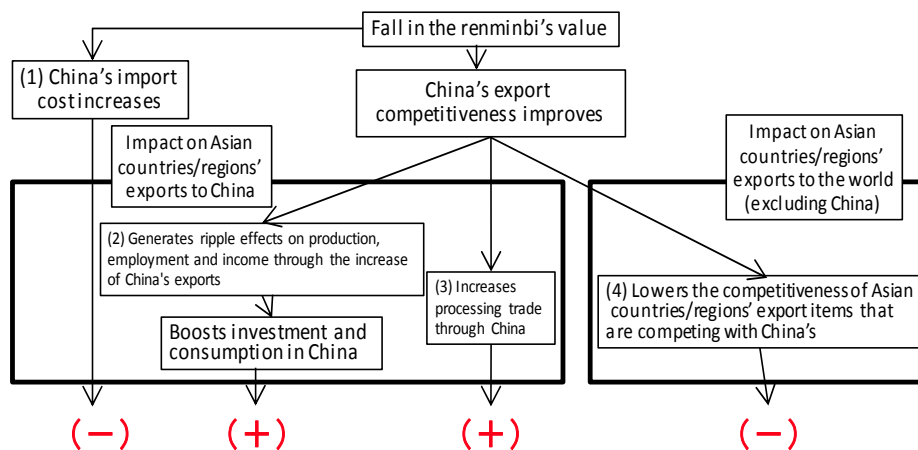 Fall in the renminbi's value
(1) China's import
cost increases
China's export
competitiveness improves
Impact on Asian
countries/regions'
exports to China
Impact on Asian
countries/regions'
exports to the world
(excluding China)
(2) Generates ripple effects on production,
employment and income through the increase
of China's exports
(3) Increases
processing trade
through China
(4) Lowers the competitiveness of Asian
countries/regions' export items that
are competing with China's
Boosts investment and
consumption in China
(−)
(+)
(+)
(−)